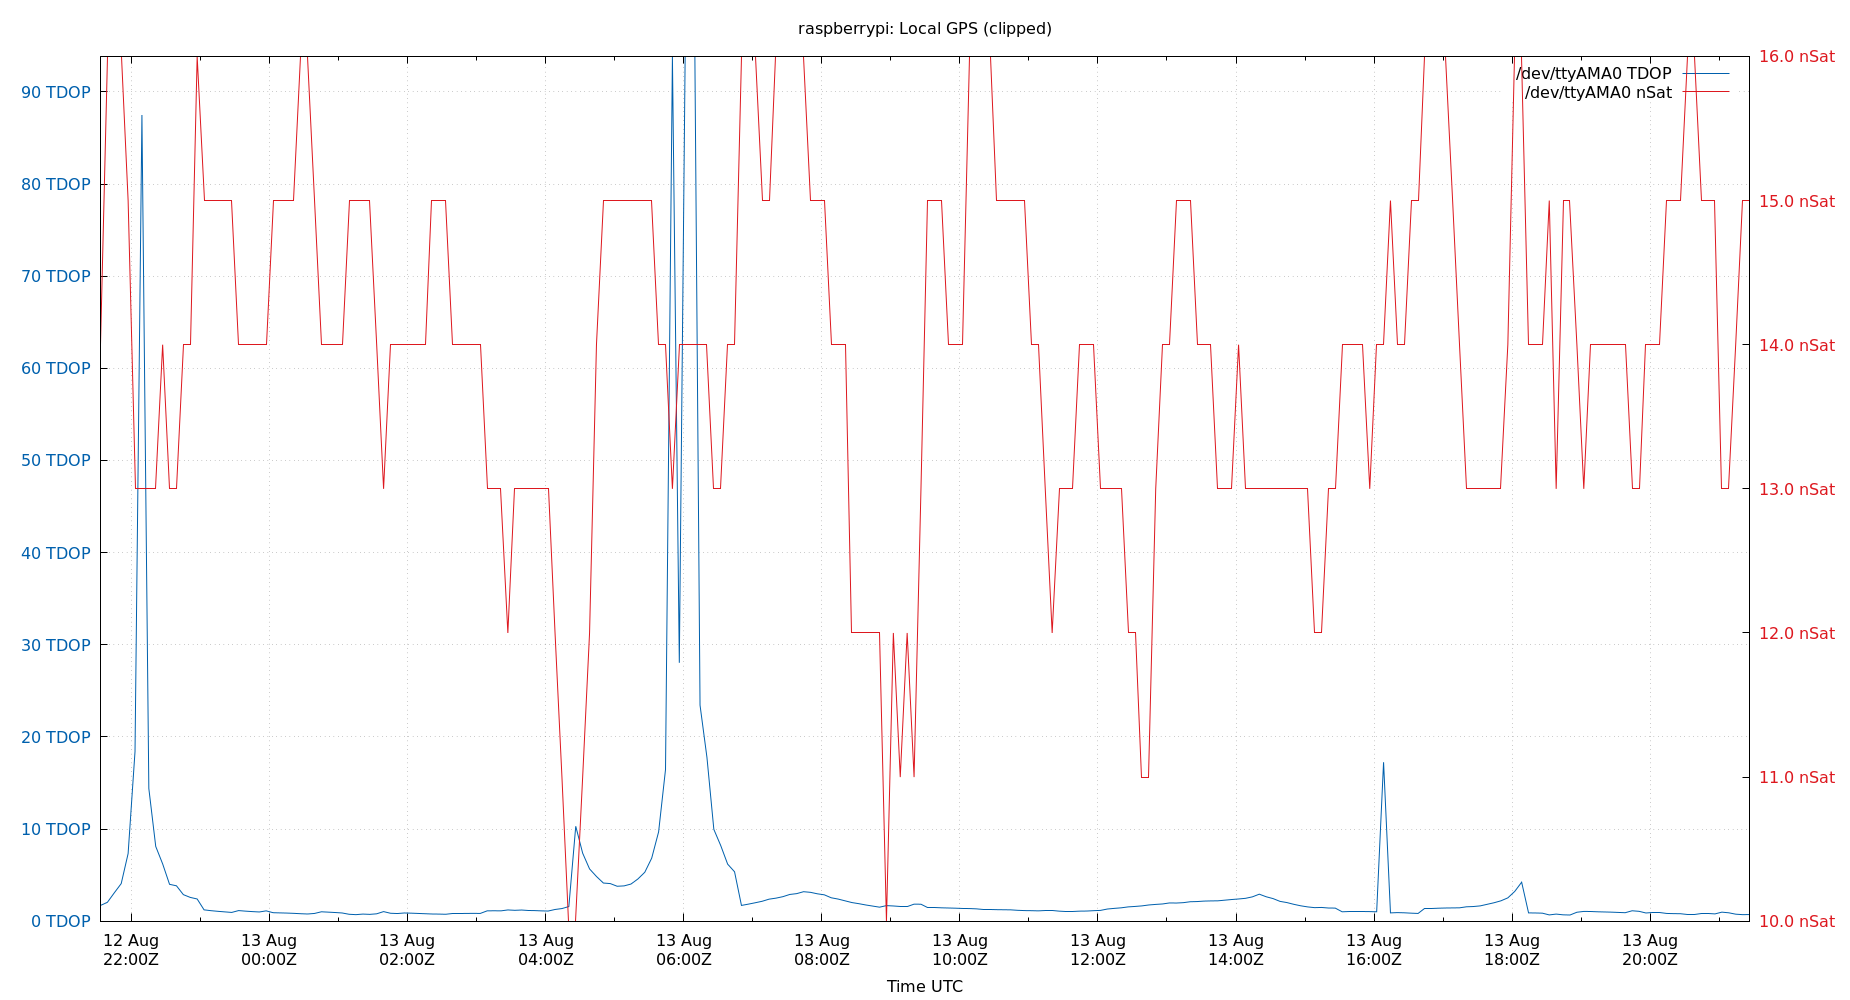 raspberrypi: Local GPS (clipped)
/dev/ttyAMA0 TDOP
/dev/ttyAMA0 nSat
90 TDOP
80 TDOP
70 TDOP
60 TDOP
50 TDOP
40 TDOP
30 TDOP
20 TDOP
10 TDOP
0 TDOP
16.0 nSat
15.0 nSat
14.0 nSat
13.0 nSat
12.0 nSat
11.0 nSat
10.0 nSat
12 Aug 13 Aug 13 Aug 13 Aug 13 Aug 13 Aug 13 Aug 13 Aug 13 Aug 13 Aug 13 Aug 13 Aug
22:00Z 00:00Z 02:00Z 04:00Z 06:00Z 08:00Z 10:00Z 12:00Z 14:00Z 16:00Z 18:00Z 20:00Z
Time UTC